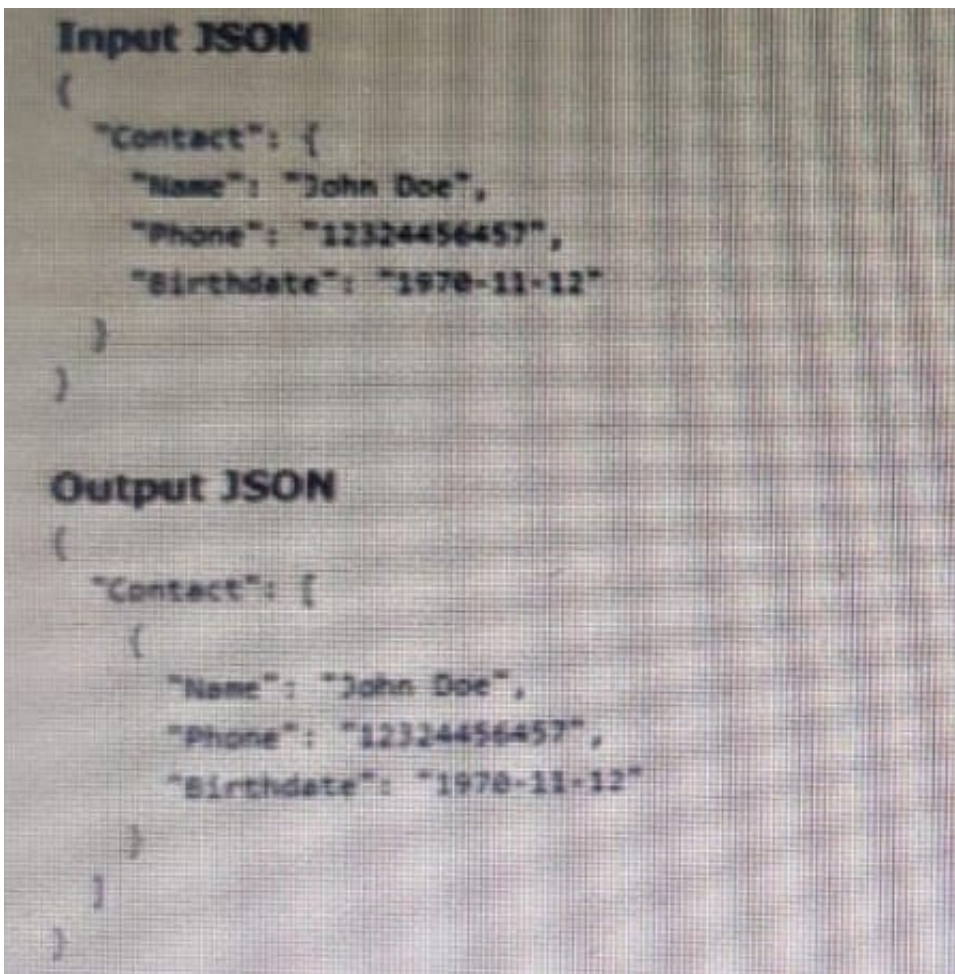 Input JSON
{
"Contact": {
"Name": "John Doe",
"Phone": "12324456457",
"Birthdate": "1970-11-12"
}
}
Output JSON
{
"Contact": [
{
"Name": "John Doe",
"Phone": "12324456457",
"Birthdate": "1970-11-12"
}
]
}